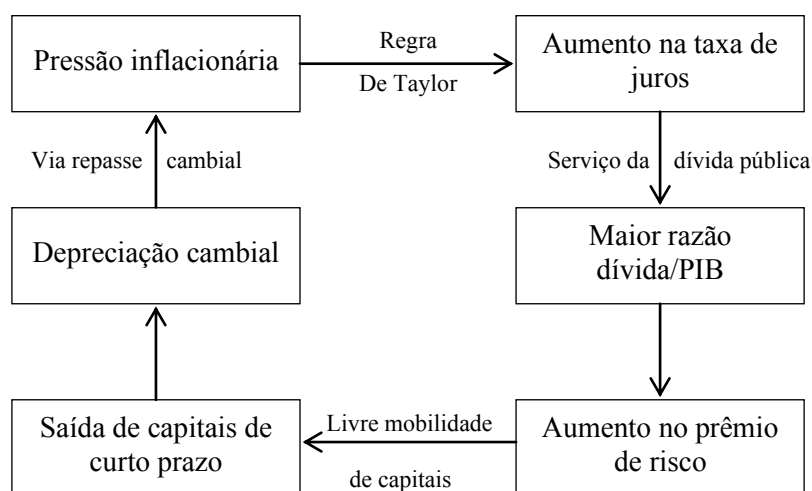 Pressão inflacionária
Regra
De Taylor
Aumento na taxa de
juros
Via repasse cambial
Serviço da dívida pública
Depreciação cambial
Maior razão
dívida/PIB
Saída de capitais de
curto prazo
Livre mobilidade
de capitais
Aumento no prêmio
de risco